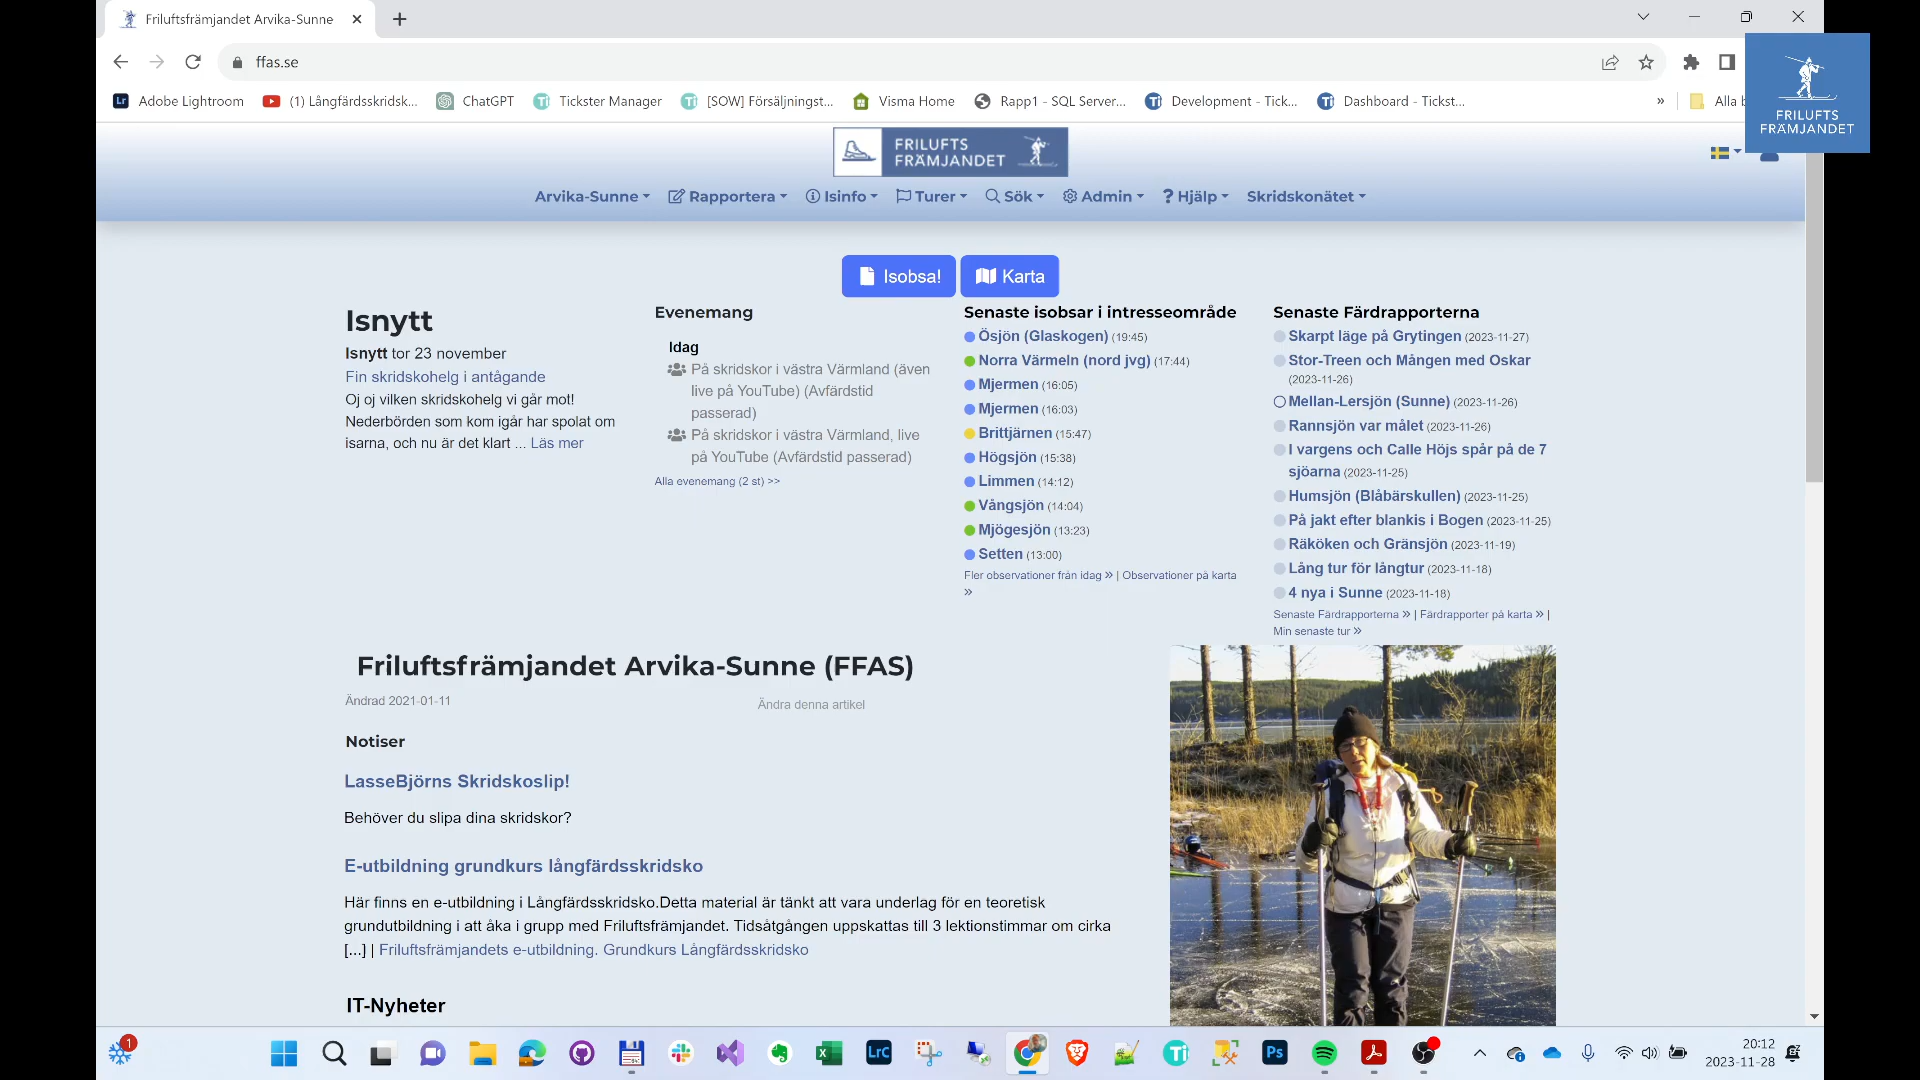 Friluftsfrämjandet Arvika-Sunne
ffas.se
Adobe Lightroom
(1) Långfärdsskridsk...
ChatGPT
Tickster Manager
[SOW] Försäljningst...
Visma Home
Rapp1 - SQL Server...
Development - Tick...
Dashboard - Tickst...
»
Alla b
FRILUFTS
FRÄMJANDET
FRILUFTS
FRÄMJANDET
Arvika-Sunne
Rapportera
Isinfo
Turer
Sök
Admin
? Hjälp
Skridskonätet
Isobsa!
Karta
Isnytt
Isnytt tor 23 november
Fin skridskohelg i antågande
Oj oj vilken skridskohelg vi går mot!
Nederbörden som kom igår har spolat om
isarna, och nu är det klart ... Läs mer
Evenemang
Idag
På skridskor i västra Värmland (även
live på YouTube) (Avfärdstid
passerad)
På skridskor i västra Värmland, live
på YouTube (Avfärdstid passerad)
Alla evenemang (2 st) >>
Senaste isobsar i intresseområde
Ösjön (Glaskogen) (19:45)
Norra Värmeln (nord jvg) (17:44)
Mjermen (16:05)
Mjermen (16:03)
Brittjärnen (15:47)
Högsjön (15:38)
Limmen (14:12)
Vångsjön (14:04)
Mjögesjön (13:23)
Setten (13:00)
Fler observationer från idag » | Observationer på karta
»
Senaste Färdrapporterna
Skarpt läge på Grytingen (2023-11-27)
Stor-Treen och Mången med Oskar
(2023-11-26)
Mellan-Lersjön (Sunne) (2023-11-26)
Rannsjön var målet (2023-11-26)
I vargens och Calle Höjs spår på de 7
sjöarna (2023-11-25)
Humsjön (Blåbärskullen) (2023-11-25)
På jakt efter blankis i Bogen (2023-11-25)
Räköken och Gränsjön (2023-11-19)
Lång tur för långtur (2023-11-18)
4 nya i Sunne (2023-11-18)
Senaste Färdrapporterna » | Färdrapporter på karta » |
Min senaste tur »
Friluftsfrämjandet Arvika-Sunne (FFAS)
Ändrad 2021-01-11
Ändra denna artikel
Notiser
LasseBjörns Skridskoslip!
Behöver du slipa dina skridskor?
E-utbildning grundkurs långfärdsskridsko
Här finns en e-utbildning i Långfärdsskridsko.Detta material är tänkt att vara underlag för en teoretisk
grundutbildning i att åka i grupp med Friluftsfrämjandet. Tidsåtgången uppskattas till 3 lektionstimmar om cirka
[...] | Friluftsfrämjandets e-utbildning. Grundkurs Långfärdsskridsko
IT-Nyheter
1
LrC
Ps
20:12
2023-11-28